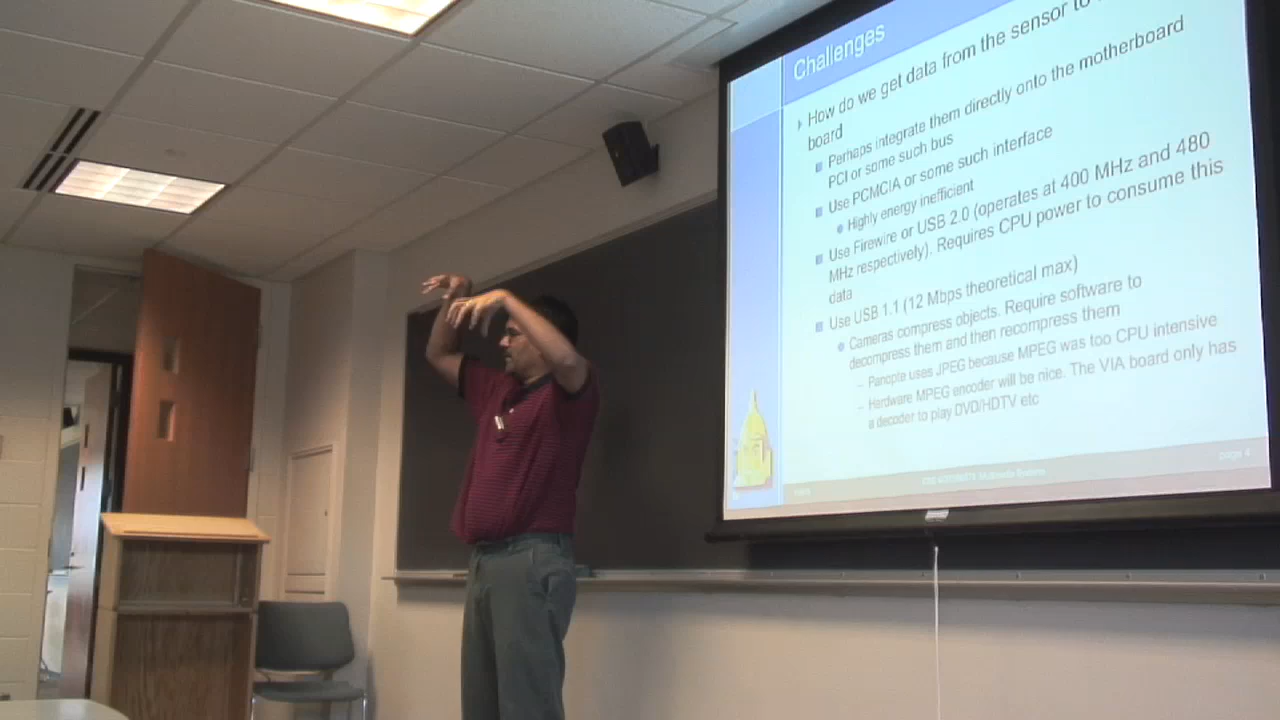 Challenges
How do we get data from the sensor to
board
Perhaps integrate them directly onto the motherboard
PCI or some such bus
Use PCMCIA or some such interface
Highly energy inefficient
Use Firewire or USB 2.0 (operates at 400 MHz and 480
MHz respectively). Requires CPU power to consume this
data
Use USB 1.1 (12 Mbps theoretical max)
Cameras compress objects. Require software to
decompress them and then recompress them
– Panopte uses JPEG because MPEG was too CPU intensive
– Hardware MPEG encoder will be nice. The VIA board only has
a decoder to play DVD/HDTV etc
page 4